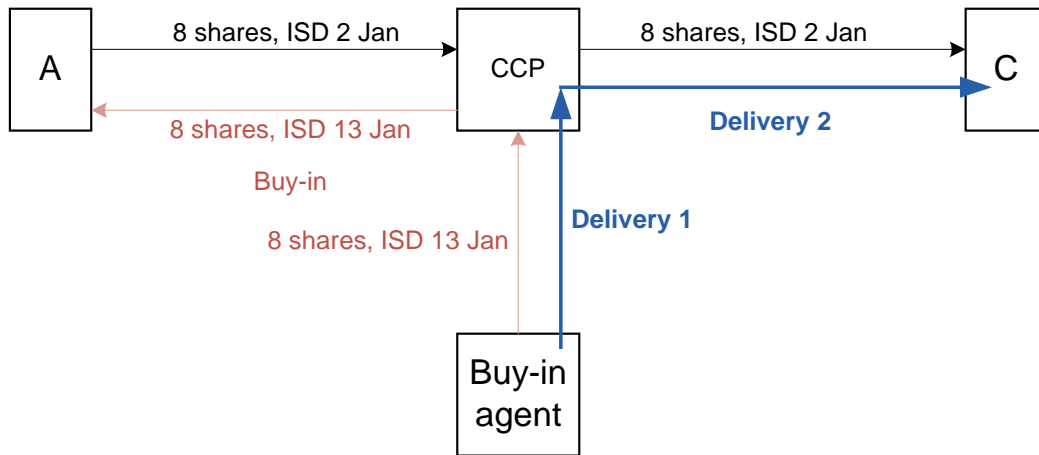 8 shares, ISD 2 Jan
8 shares, ISD 2 Jan
A
CCP
C
8 shares, ISD 13 Jan
Delivery 2
Buy-in
Delivery 1
8 shares, ISD 13 Jan
Buy-in
agent